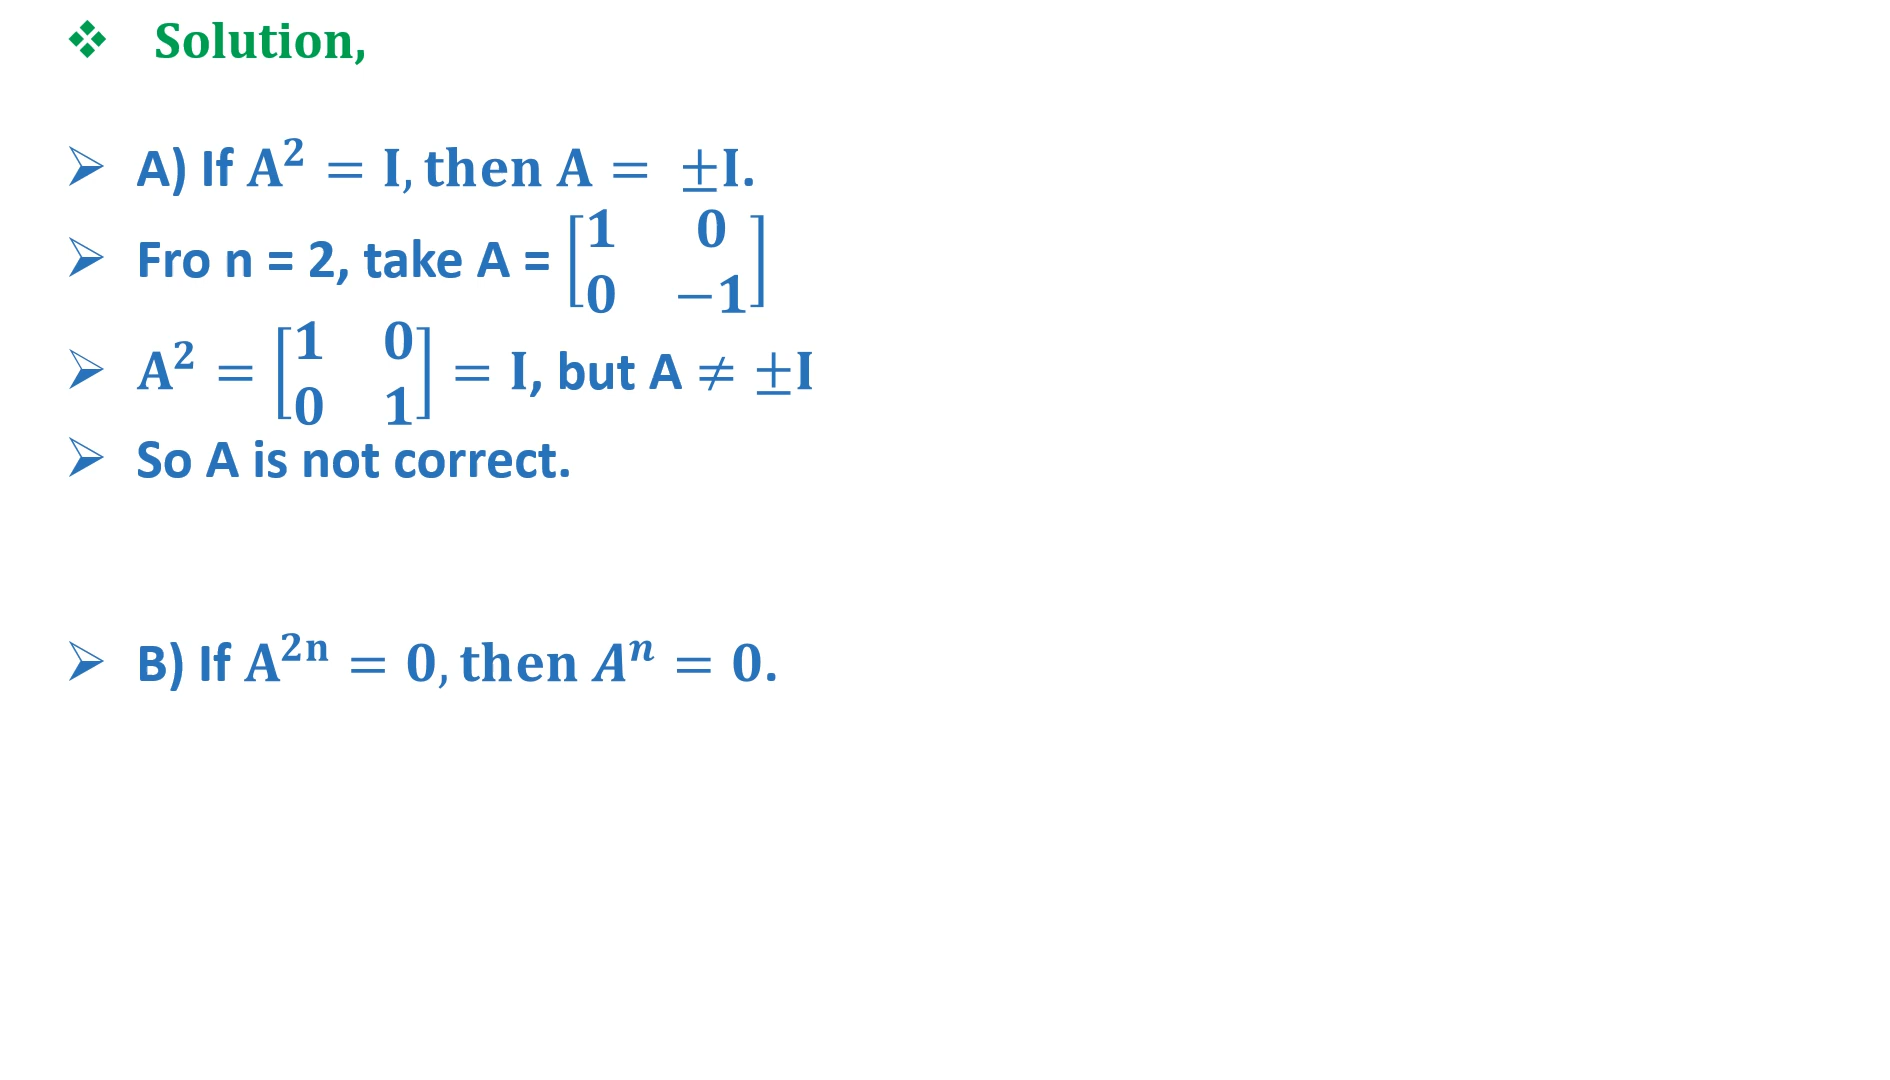 ❖ Solution,
➢ A) If A² = I, then A = ±I.
➢ Fro n = 2, take A = [1 0; 0 −1]
➢ A² = [1 0; 0 1] = I, but A ≠ ±I
➢ So A is not correct.
➢ B) If A²ⁿ = 0, then Aⁿ = 0.